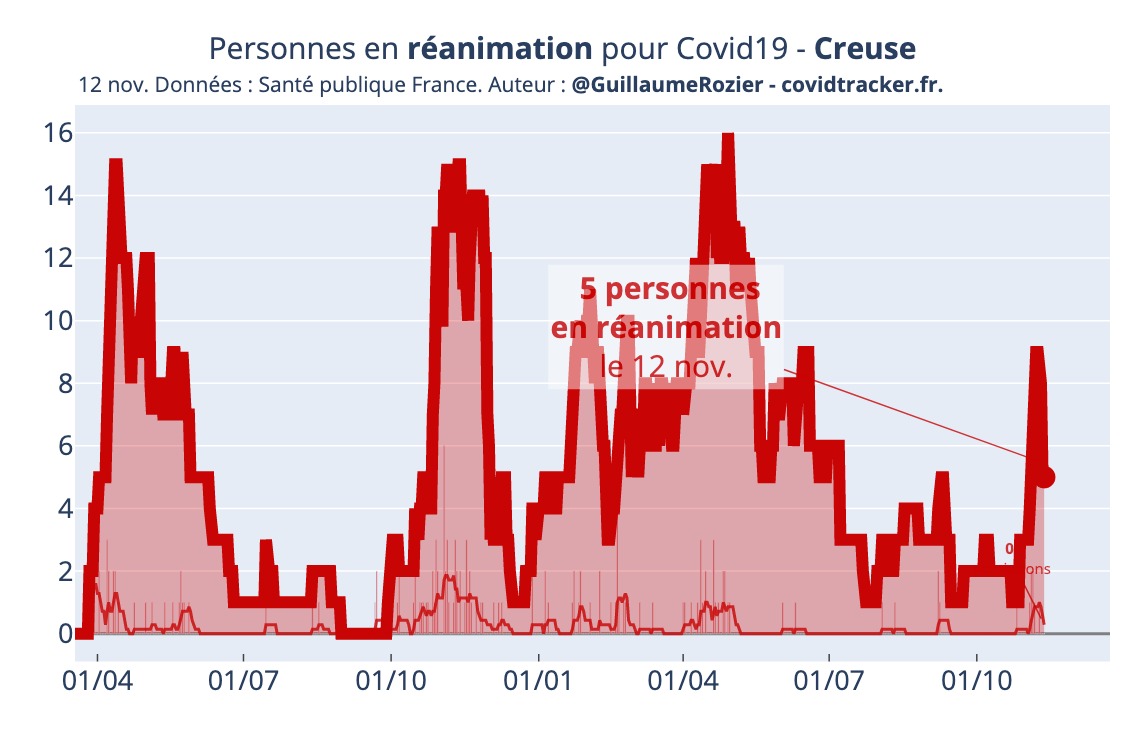 Personnes en réanimation pour Covid19 - Creuse
12 nov. Données : Santé publique France. Auteur : @GuillaumeRozier - covidtracker.fr.
16
14
12
10
8
6
4
2
0
5 personnes
en réanimation
le 12 nov.
0
ons
01/04
01/07
01/10
01/01
01/04
01/07
01/10